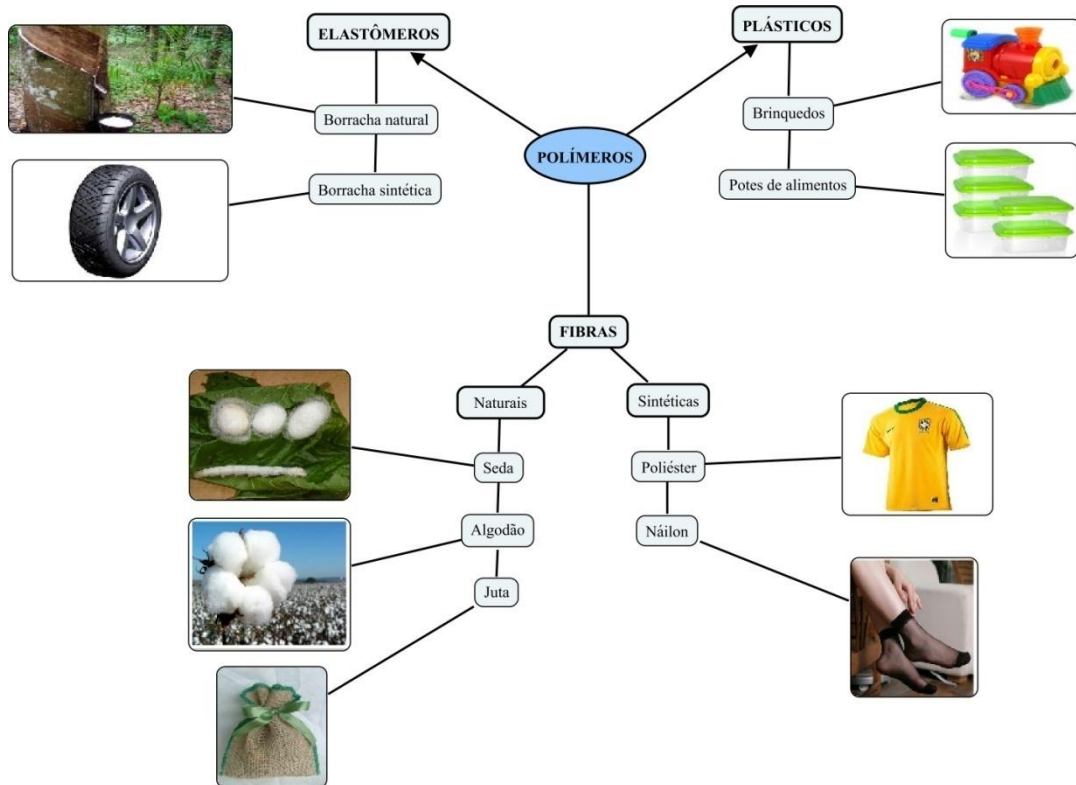 ELASTÔMEROS
PLÁSTICOS
Borracha natural
Brinquedos
POLÍMEROS
Borracha sintética
Potes de alimentos
FIBRAS
Naturais
Sintéticas
Seda
Poliéster
Algodão
Náilon
Juta